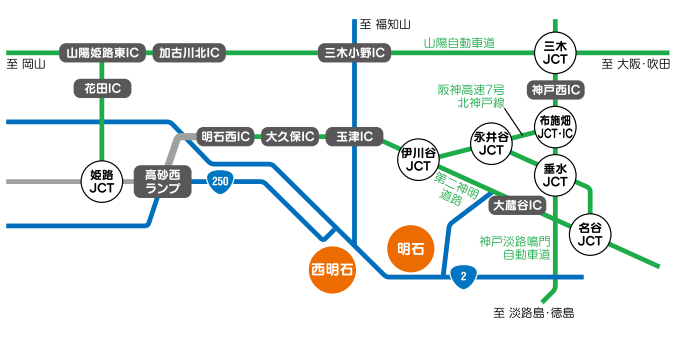 至 福知山
山陽姫路東IC
加古川北IC
三木小野IC
山陽自動車道
三木
JCT
至 岡山
至 大阪・吹田
花田IC
阪神高速7号
北神戸線
神戸西IC
明石西IC
大久保IC
玉津IC
永井谷
JCT
布施畑
JCT・IC
伊川谷
JCT
姫路
JCT
高砂西
ランプ
250
第二神明
道路
垂水
JCT
大蔵谷IC
名谷
JCT
神戸淡路鳴門
自動車道
明石
西明石
2
至 淡路島・徳島